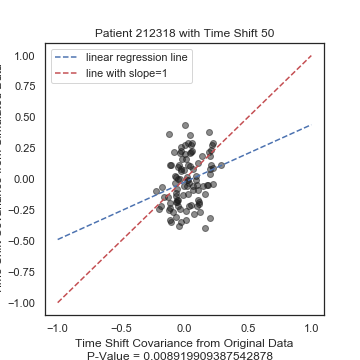 Patient 212318 with Time Shift 50
linear regression line
line with slope=1
1.00
0.75
0.50
0.25
0.00
−0.25
−0.50
−0.75
−1.00
−1.0
−0.5
0.0
0.5
1.0
Time Shift Covariance from Original Data
P-Value = 0.008919909387542878